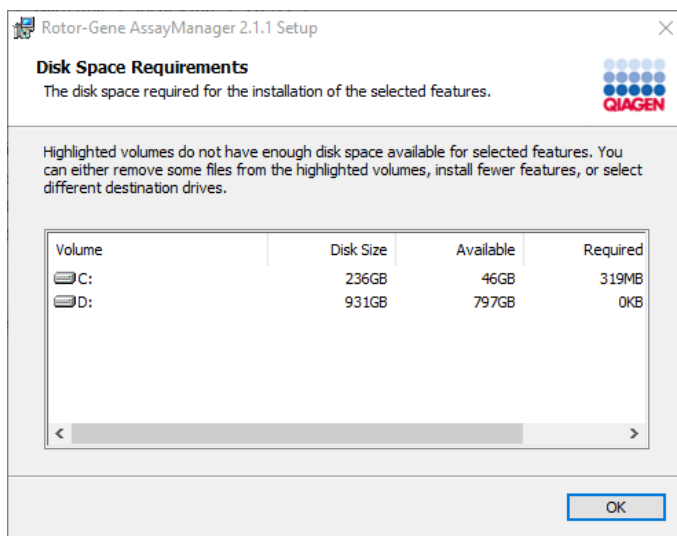 Rotor-Gene AssayManager 2.1.1 Setup
Disk Space Requirements
The disk space required for the installation of the selected features.
QIAGEN
Highlighted volumes do not have enough disk space available for selected features. You
can either remove some files from the highlighted volumes, install fewer features, or select
different destination drives.
Volume Disk Size Available Required
C: 236GB 46GB 319MB
D: 931GB 797GB 0KB
OK